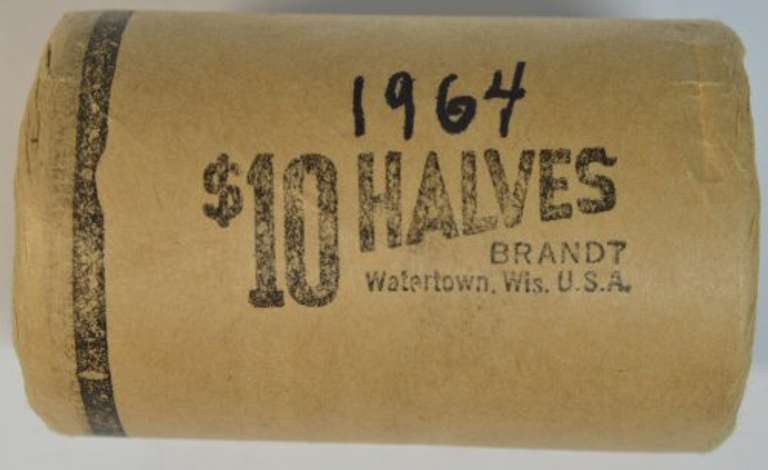 1964
$10 HALVES
BRANDT
Watertown, Wis. U.S.A.